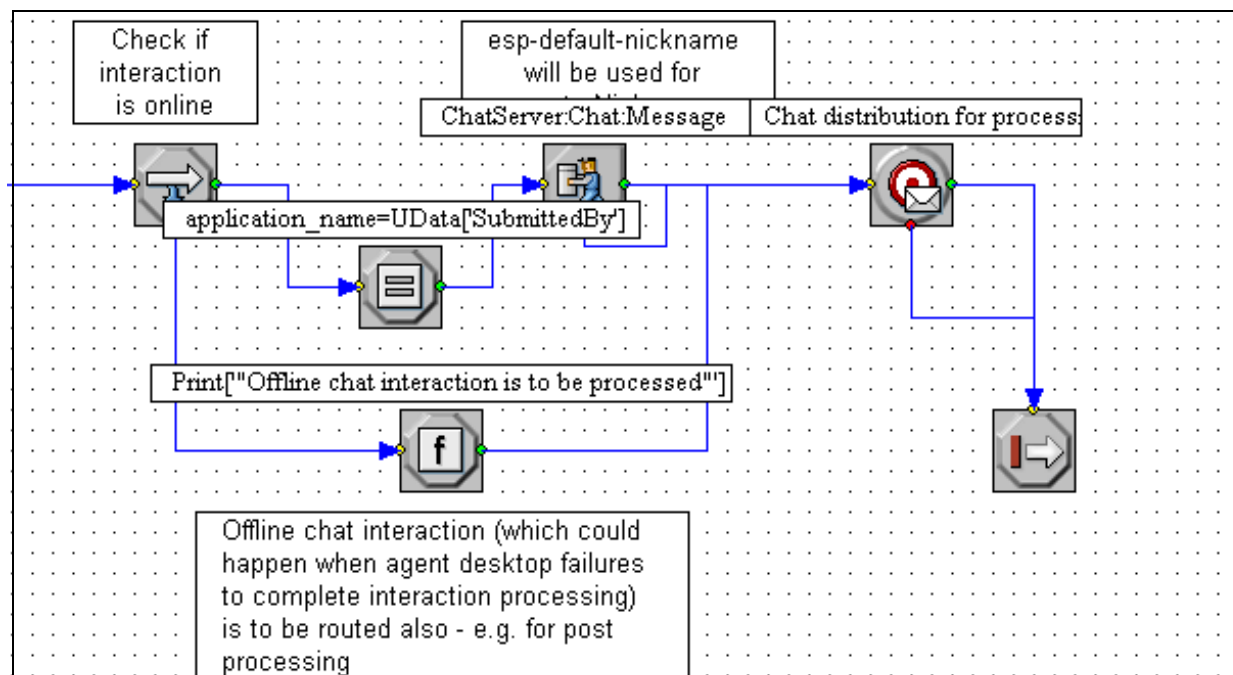 Check if
interaction
is online
esp-default-nickname
will be used for
ChatServer:Chat:Message
Chat distribution for process
application_name=UData['SubmittedBy']
Print['"Offline chat interaction is to be processed"']
f
Offline chat interaction (which could
happen when agent desktop failures
to complete interaction processing)
is to be routed also - e.g. for post
processing